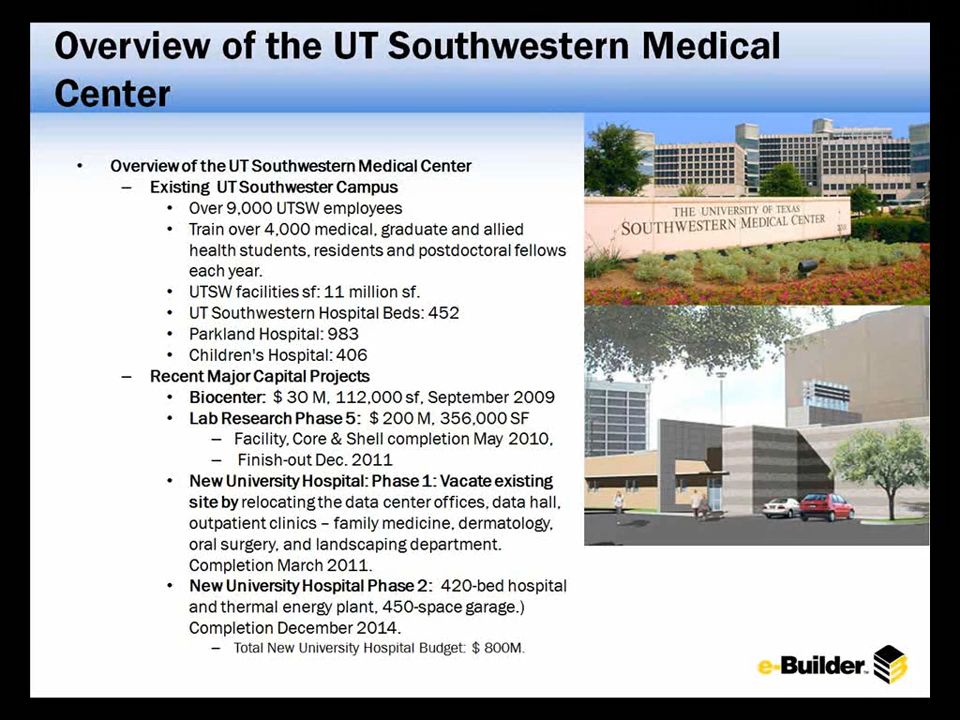 Overview of the UT Southwestern Medical
Center
• Overview of the UT Southwestern Medical Center
– Existing UT Southwester Campus
• Over 9,000 UTSW employees
• Train over 4,000 medical, graduate and allied
health students, residents and postdoctoral fellows
each year.
• UTSW facilities sf: 11 million sf.
• UT Southwestern Hospital Beds: 452
• Parkland Hospital: 983
• Children's Hospital: 406
– Recent Major Capital Projects
• Biocenter: $ 30 M, 112,000 sf, September 2009
• Lab Research Phase 5: $ 200 M, 356,000 SF
– Facility, Core & Shell completion May 2010,
– Finish-out Dec. 2011
• New University Hospital: Phase 1: Vacate existing
site by relocating the data center offices, data hall,
outpatient clinics – family medicine, dermatology,
oral surgery, and landscaping department.
Completion March 2011.
• New University Hospital Phase 2: 420-bed hospital
and thermal energy plant, 450-space garage.)
Completion December 2014.
– Total New University Hospital Budget: $ 800M.
THE UNIVERSITY OF TEXAS
SOUTHWESTERN MEDICAL CENTER
e-Builder